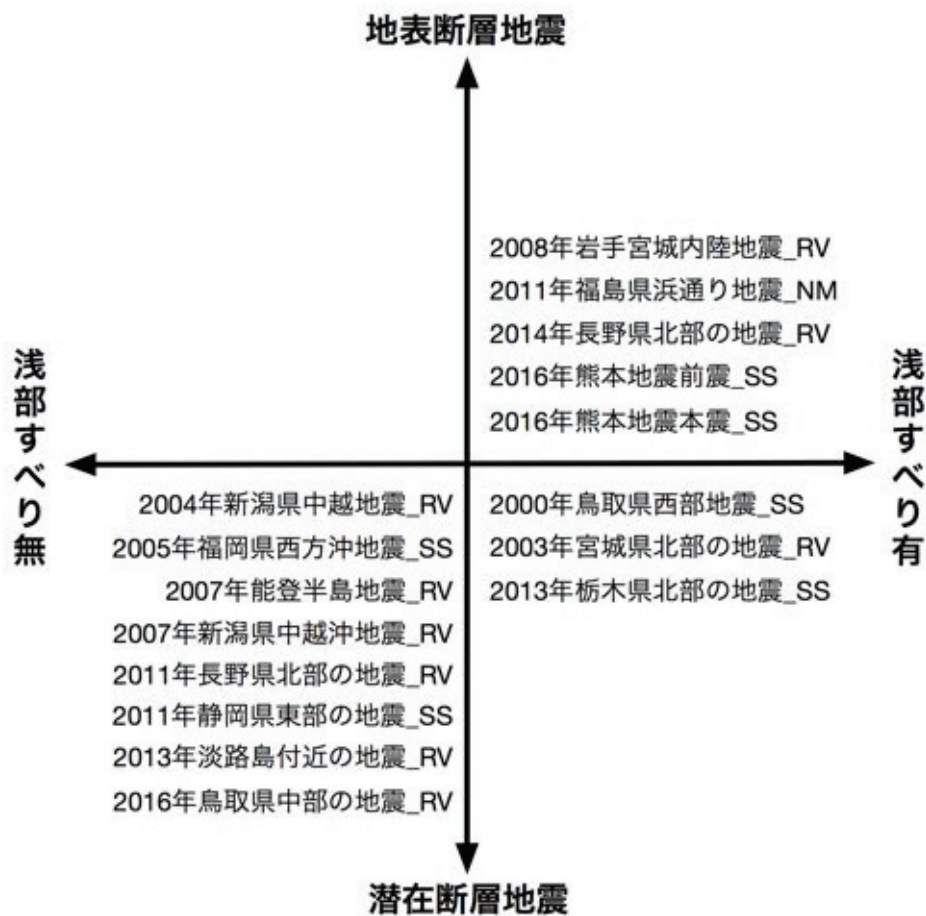 地表断層地震
2008年岩手宮城内陸地震_RV
2011年福島県浜通り地震_NM
2014年長野県北部の地震_RV
2016年熊本地震前震_SS
2016年熊本地震本震_SS
浅部すべり無
浅部すべり有
2004年新潟県中越地震_RV
2005年福岡県西方沖地震_SS
2007年能登半島地震_RV
2007年新潟県中越沖地震_RV
2011年長野県北部の地震_RV
2011年静岡県東部の地震_SS
2013年淡路島付近の地震_RV
2016年鳥取県中部の地震_RV
2000年鳥取県西部地震_SS
2003年宮城県北部の地震_RV
2013年栃木県北部の地震_SS
潜在断層地震